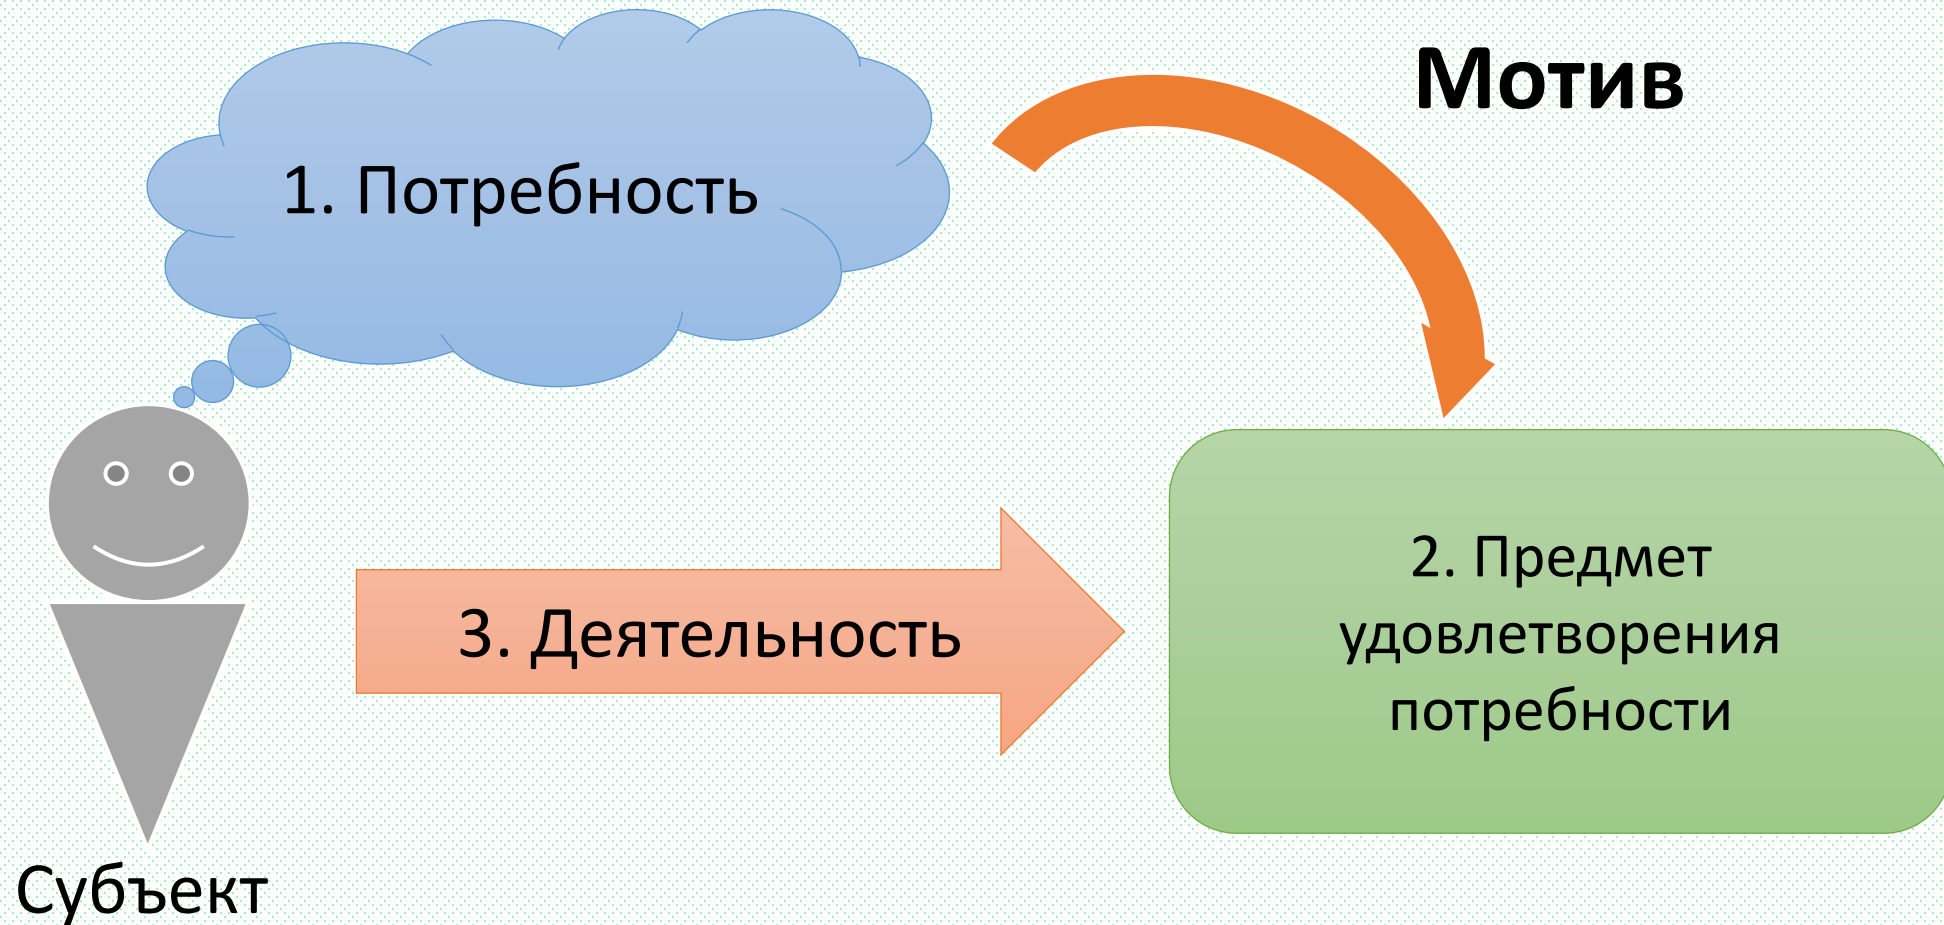 Мотив
1. Потребность
3. Деятельность
2. Предмет
удовлетворения
потребности
Субъект